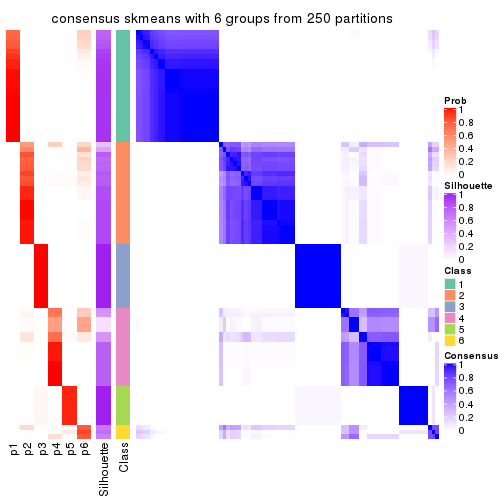 consensus skmeans with 6 groups from 250 partitions
Prob
1
0.8
0.6
0.4
0.2
0
Silhouette
1
0.8
0.6
0.4
0.2
0
Class
1
2
3
4
5
6
Consensus
1
0.8
0.6
0.4
0.2
0
p1
p2
p3
p4
p5
p6
Silhouette
Class